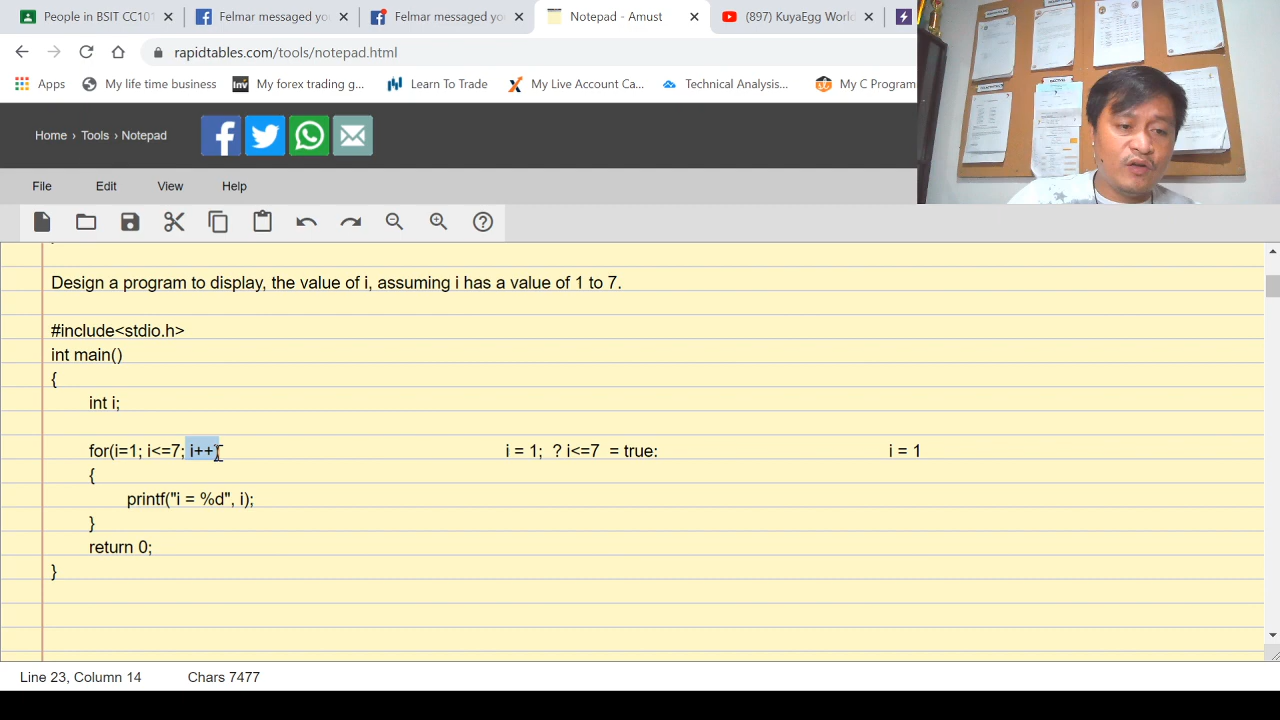 People in BSIT CC101
Felmar messaged you
Felmar messaged you
Notepad - Amust
(897) KuyaEgg World
rapidtables.com/tools/notepad.html
Apps
My life time business
My forex trading
Learn To Trade
My Live Account Ca...
Technical Analysis...
My C Program
Home › Tools › Notepad
File Edit View Help
Design a program to display, the value of i, assuming i has a value of 1 to 7.
#include<stdio.h>
int main()
{
int i;
for(i=1; i<=7; i++) i = 1; ? i<=7 = true: i = 1
{
printf("i = %d", i);
}
return 0;
}
Line 23, Column 14 Chars 7477